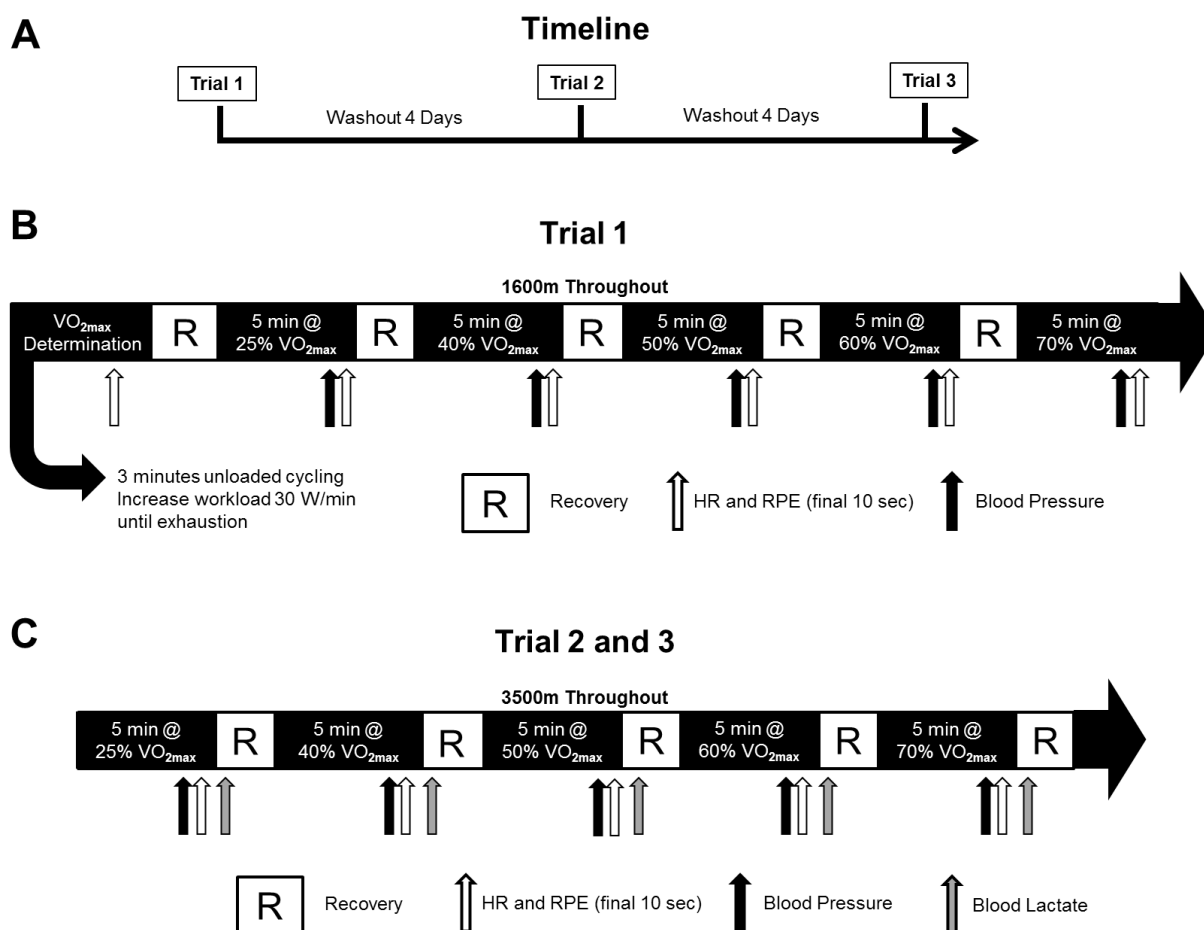 A
Timeline
Trial 1
Trial 2
Trial 3
Washout 4 Days
Washout 4 Days
B
Trial 1
1600m Throughout
VO2max
Determination
R
5 min @
25% VO2max
R
5 min @
40% VO2max
R
5 min @
50% VO2max
R
5 min @
60% VO2max
R
5 min @
70% VO2max
3 minutes unloaded cycling
Increase workload 30 W/min
until exhaustion
R
Recovery
HR and RPE (final 10 sec)
Blood Pressure
C
Trial 2 and 3
3500m Throughout
5 min @
25% VO2max
R
5 min @
40% VO2max
R
5 min @
50% VO2max
R
5 min @
60% VO2max
R
5 min @
70% VO2max
R
R
Recovery
HR and RPE (final 10 sec)
Blood Pressure
Blood Lactate